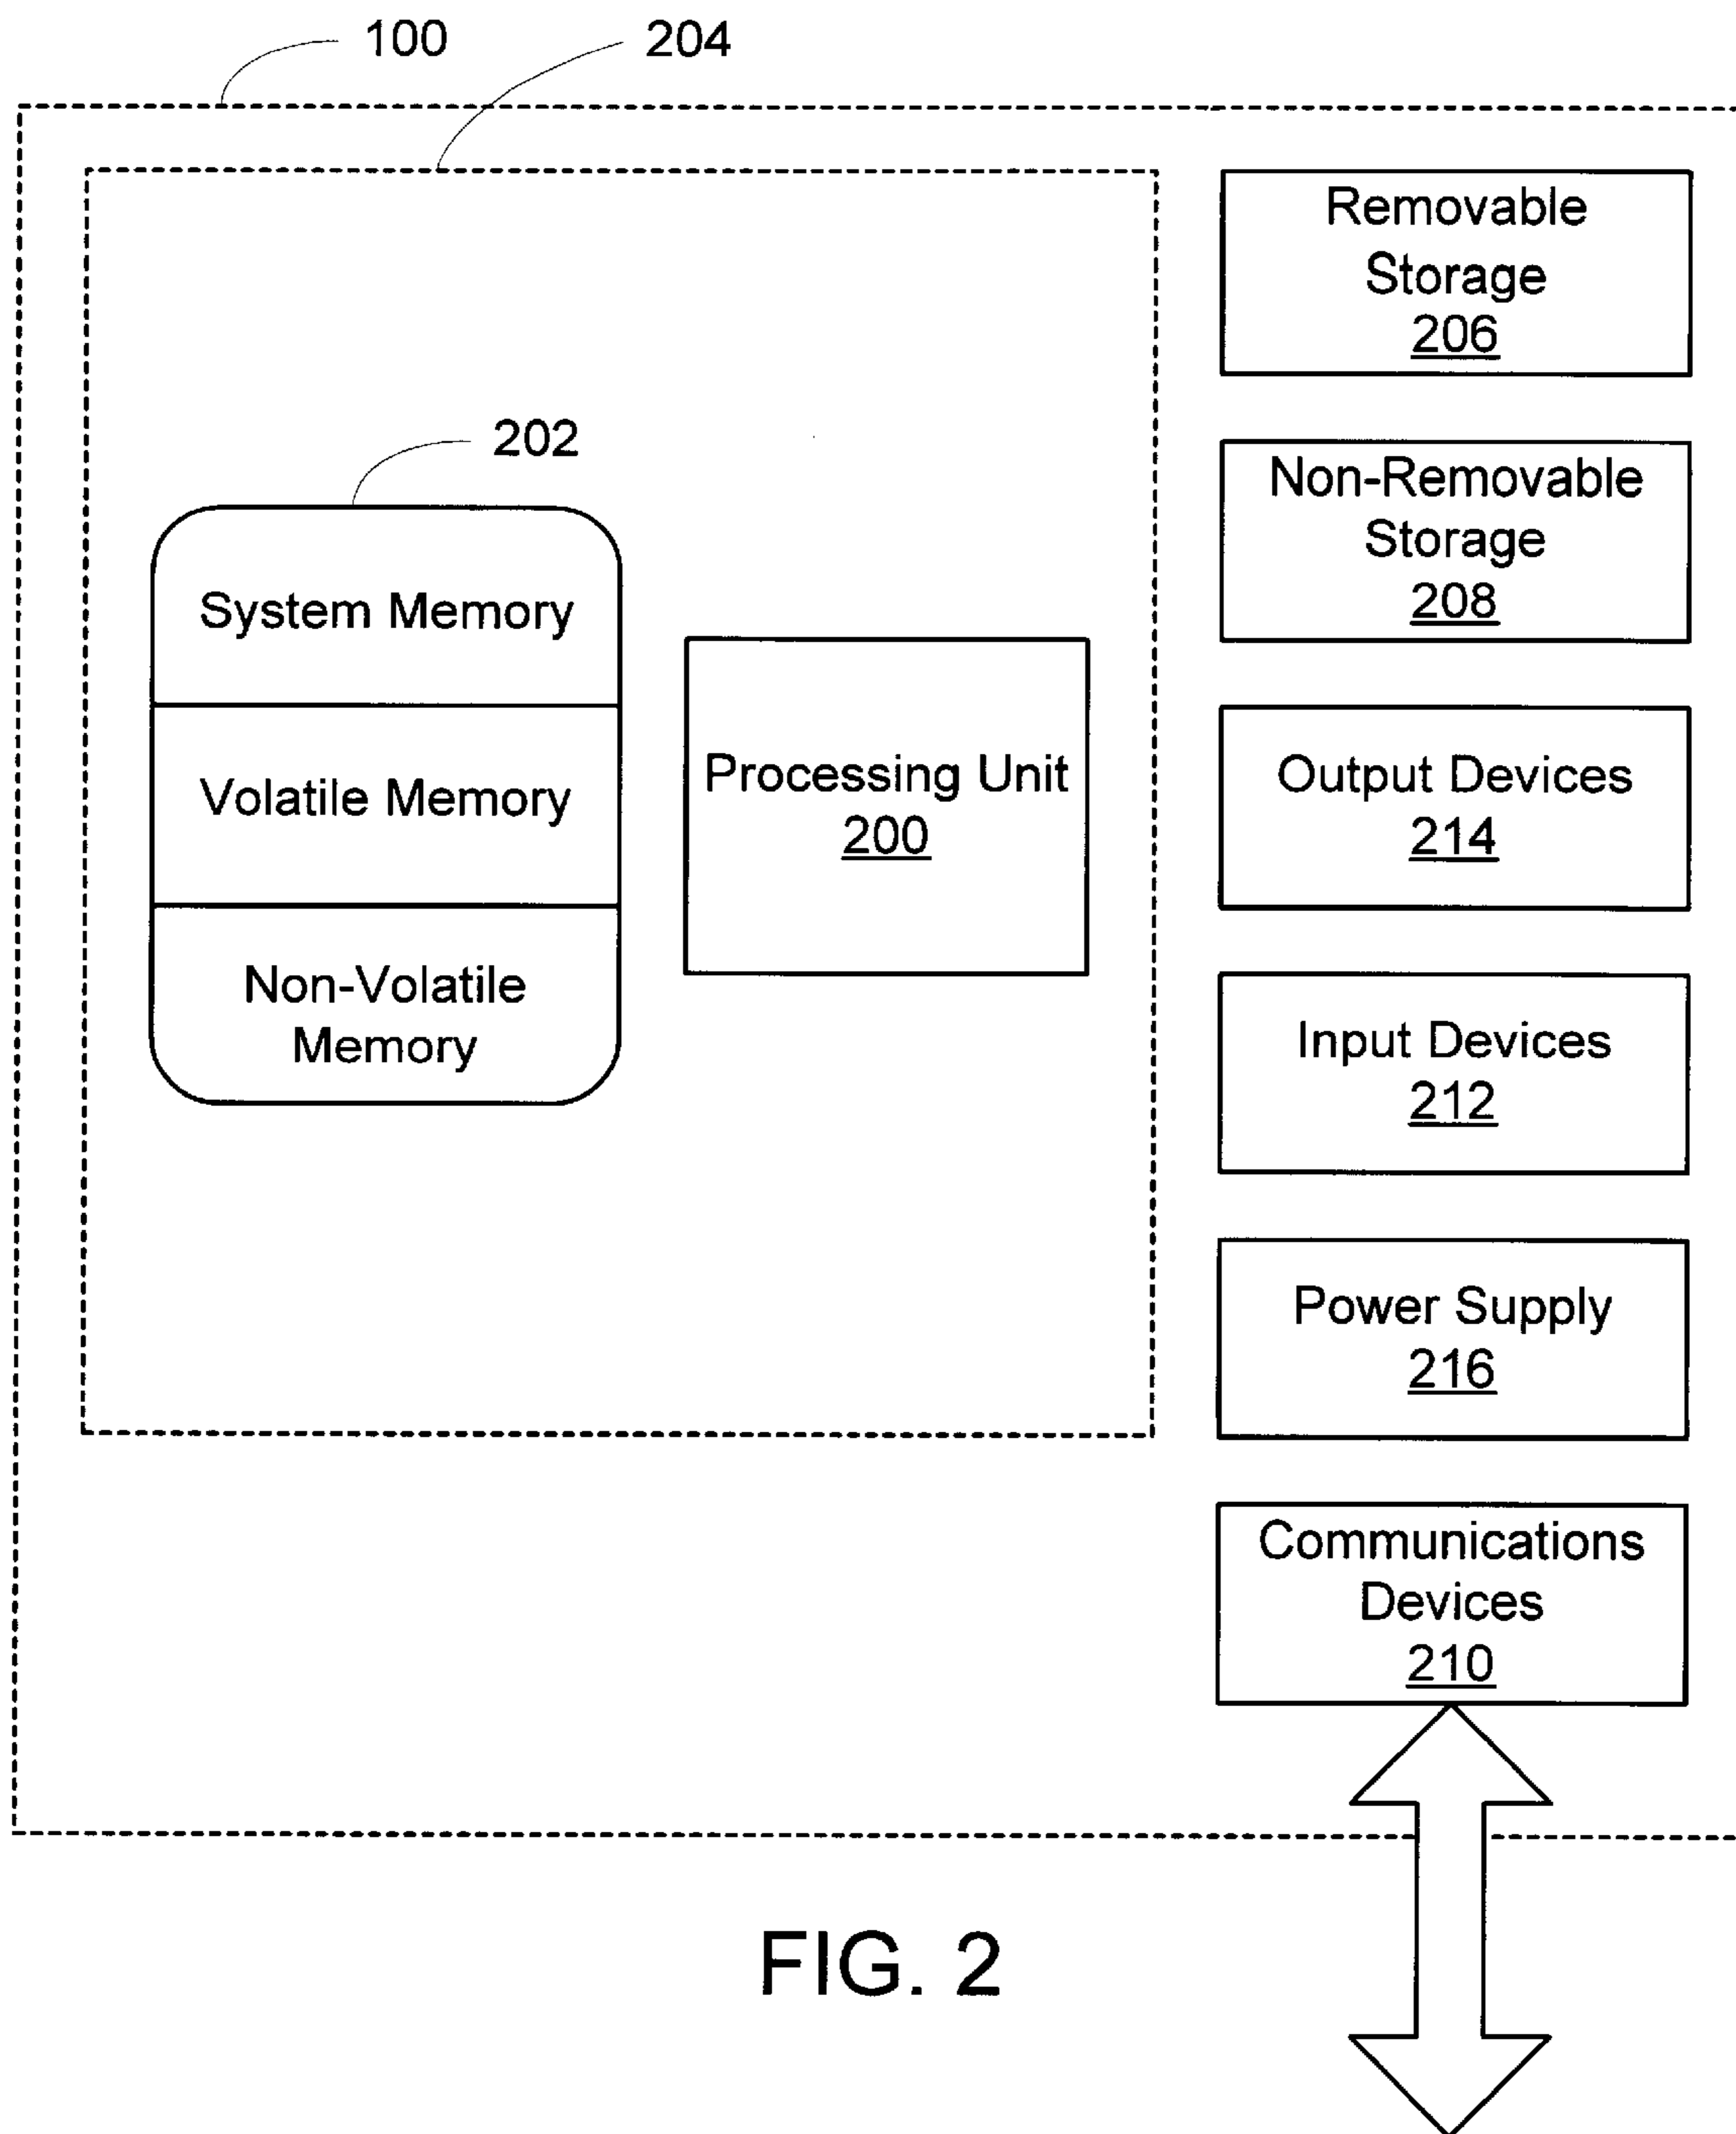 100
204
Removable
Storage
206
202
Non-Removable
Storage
208
System Memory
Volatile Memory
Non-Volatile
Memory
Processing Unit
200
Output Devices
214
Input Devices
212
Power Supply
216
Communications
Devices
210
FIG. 2